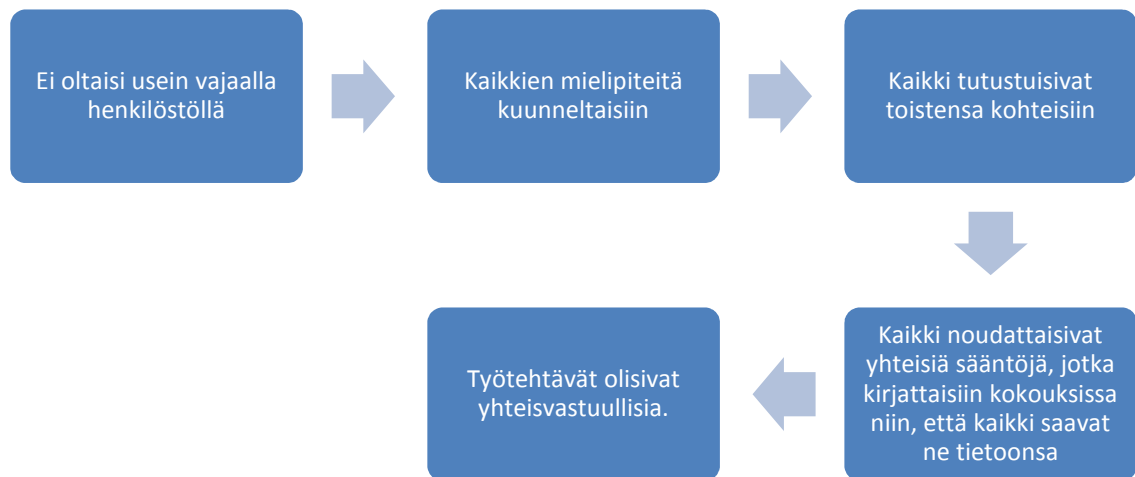 Ei oltaisi usein vajaalla
henkilöstöllä
Kaikkien mielipiteitä
kuunneltaisiin
Kaikki tutustuisivat
toistensa kohteisiin
Kaikki noudattaisivat
yhteisiä sääntöjä, jotka
kirjattaisiin kokouksissa
niin, että kaikki saavat
ne tietoonsa
Työtehtävät olisivat
yhteisvastuullisia.